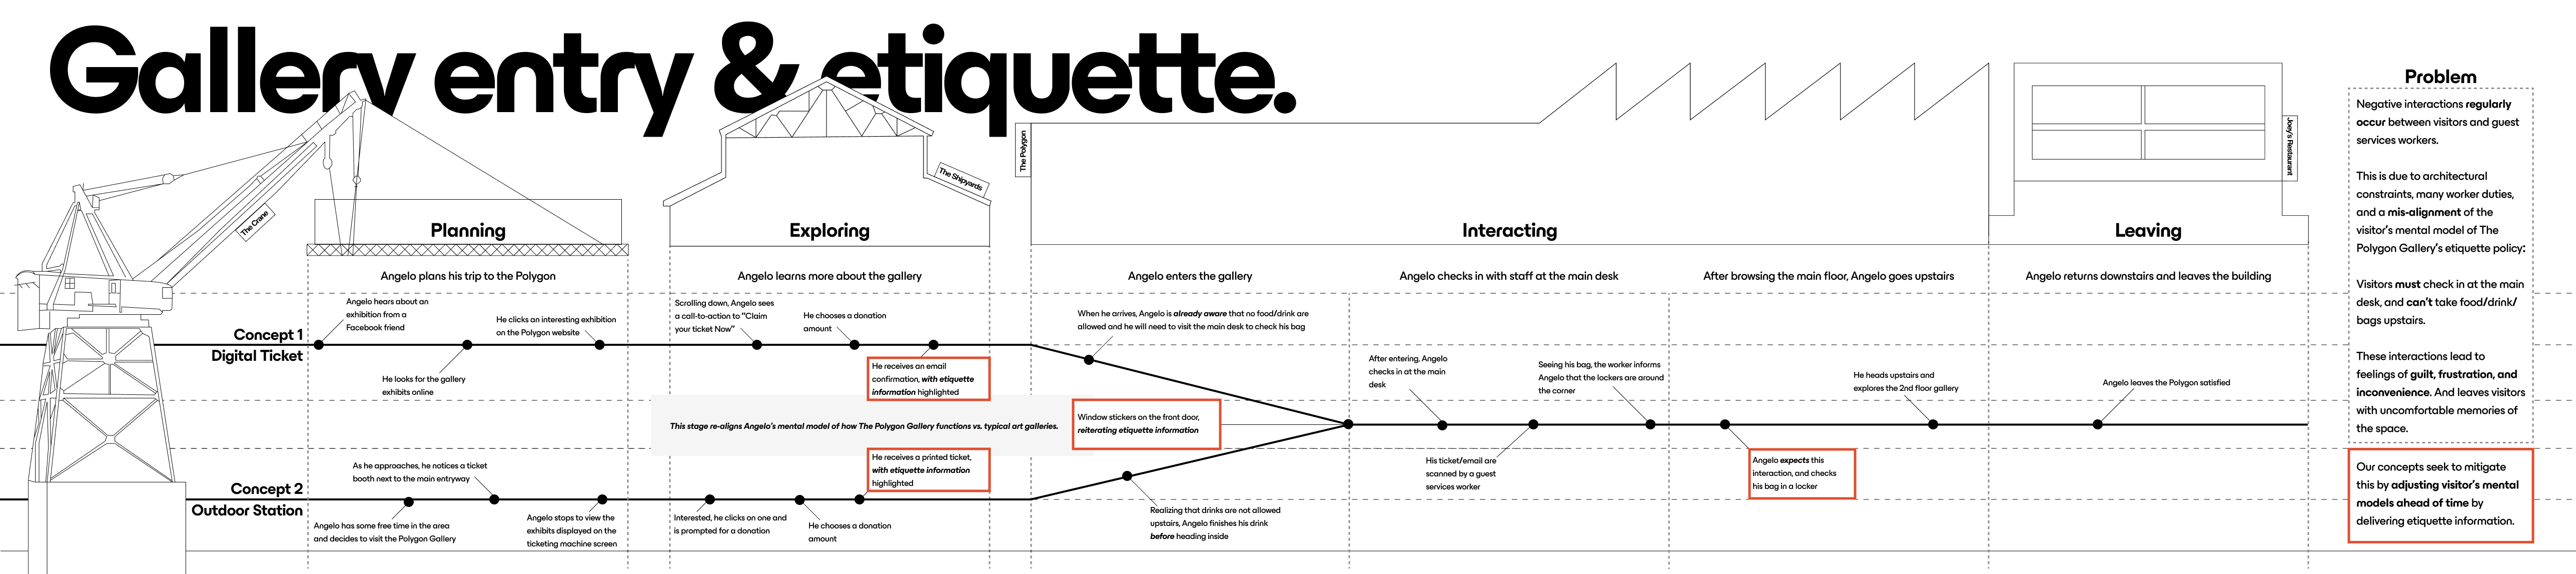 Gallery entry & etiquette.
The Crane
The Shipyards
The Polygon
Joey's Restaurant
Planning
Exploring
Interacting
Leaving
Angelo plans his trip to the Polygon
Angelo learns more about the gallery
Angelo enters the gallery
Angelo checks in with staff at the main desk
After browsing the main floor, Angelo goes upstairs
Angelo returns downstairs and leaves the building
Concept 1
Digital Ticket
Angelo hears about an
exhibition from a
Facebook friend
He looks for the gallery
exhibits online
He clicks an interesting exhibition
on the Polygon website
Scrolling down, Angelo sees
a call-to-action to "Claim
your ticket Now"
He chooses a donation
amount
He receives an email
confirmation, with etiquette
information highlighted
When he arrives, Angelo is already aware that no food/drink are
allowed and he will need to visit the main desk to check his bag
This stage re-aligns Angelo's mental model of how The Polygon Gallery functions vs. typical art galleries.
Window stickers on the front door,
reiterating etiquette information
Concept 2
Outdoor Station
Angelo has some free time in the area
and decides to visit the Polygon Gallery
As he approaches, he notices a ticket
booth next to the main entryway
Angelo stops to view the
exhibits displayed on the
ticketing machine screen
Interested, he clicks on one and
is prompted for a donation
He chooses a donation
amount
He receives a printed ticket,
with etiquette information
highlighted
Realizing that drinks are not allowed
upstairs, Angelo finishes his drink
before heading inside
After entering, Angelo
checks in at the main
desk
His ticket/email are
scanned by a guest
services worker
Seeing his bag, the worker informs
Angelo that the lockers are around
the corner
Angelo expects this
interaction, and checks
his bag in a locker
He heads upstairs and
explores the 2nd floor gallery
Angelo leaves the Polygon satisfied
Problem
Negative interactions regularly
occur between visitors and guest
services workers.
This is due to architectural
constraints, many worker duties,
and a mis-alignment of the
visitor's mental model of The
Polygon Gallery's etiquette policy:
Visitors must check in at the main
desk, and can't take food/drink/
bags upstairs.
These interactions lead to
feelings of guilt, frustration, and
inconvenience. And leaves visitors
with uncomfortable memories of
the space.
Our concepts seek to mitigate
this by adjusting visitor's mental
models ahead of time by
delivering etiquette information.